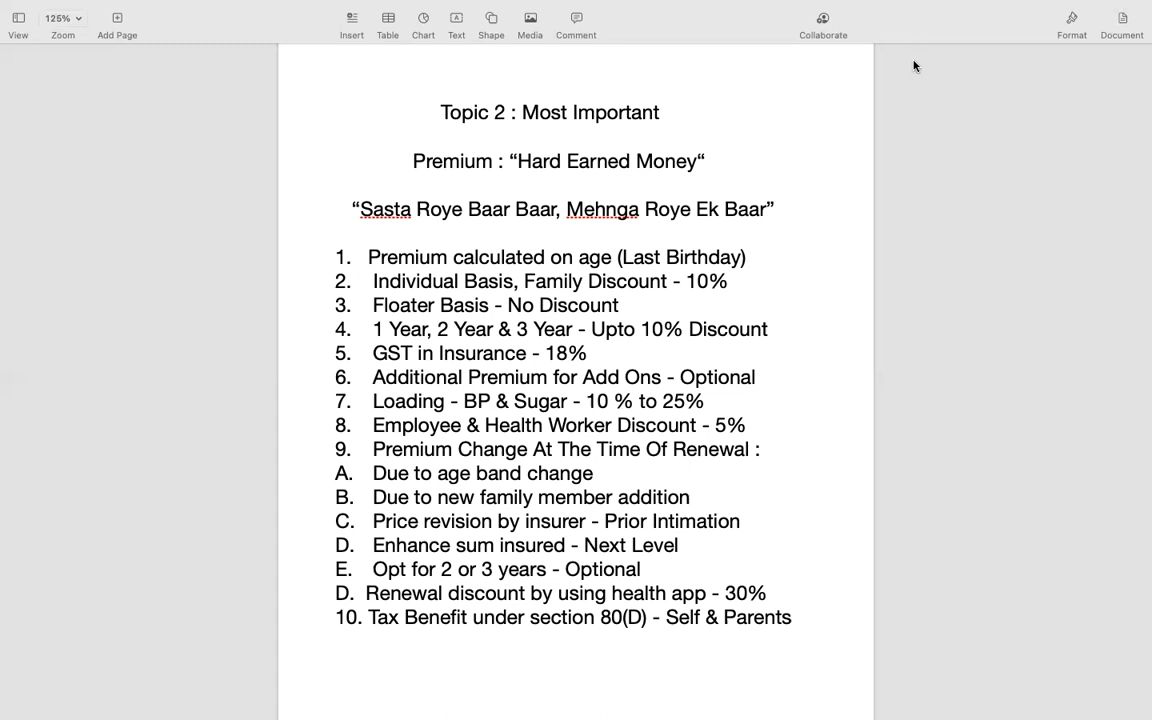 View
125%
Zoom
Add Page
Insert
Table
Chart
Text
Shape
Media
Comment
Collaborate
Format
Document
Topic 2 : Most Important
Premium : “Hard Earned Money“
“Sasta Roye Baar Baar, Mehnga Roye Ek Baar”
1. Premium calculated on age (Last Birthday)
2. Individual Basis, Family Discount - 10%
3. Floater Basis - No Discount
4. 1 Year, 2 Year & 3 Year - Upto 10% Discount
5. GST in Insurance - 18%
6. Additional Premium for Add Ons - Optional
7. Loading - BP & Sugar - 10 % to 25%
8. Employee & Health Worker Discount - 5%
9. Premium Change At The Time Of Renewal :
A. Due to age band change
B. Due to new family member addition
C. Price revision by insurer - Prior Intimation
D. Enhance sum insured - Next Level
E. Opt for 2 or 3 years - Optional
D. Renewal discount by using health app - 30%
10. Tax Benefit under section 80(D) - Self & Parents